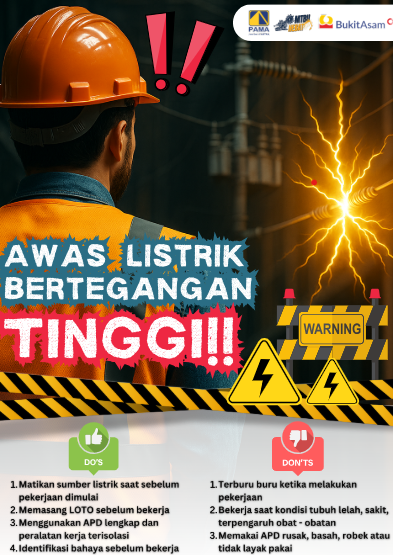 !!
PAMA
BukitAsam
AWAS LISTRIK
BERTEGANGAN
TINGGI!!!
WARNING
DO'S
1. Matikan sumber listrik saat sebelum
pekerjaan dimulai
2. Memasang LOTO sebelum bekerja
3. Menggunakan APD lengkap dan
peralatan kerja terisolasi
4. Identifikasi bahaya sebelum bekerja
DON'TS
1. Terburu buru ketika melakukan
pekerjaan
2. Bekerja saat kondisi tubuh lelah, sakit,
terpengaruh obat - obatan
3. Memakai APD rusak, basah, robek atau
tidak layak pakai